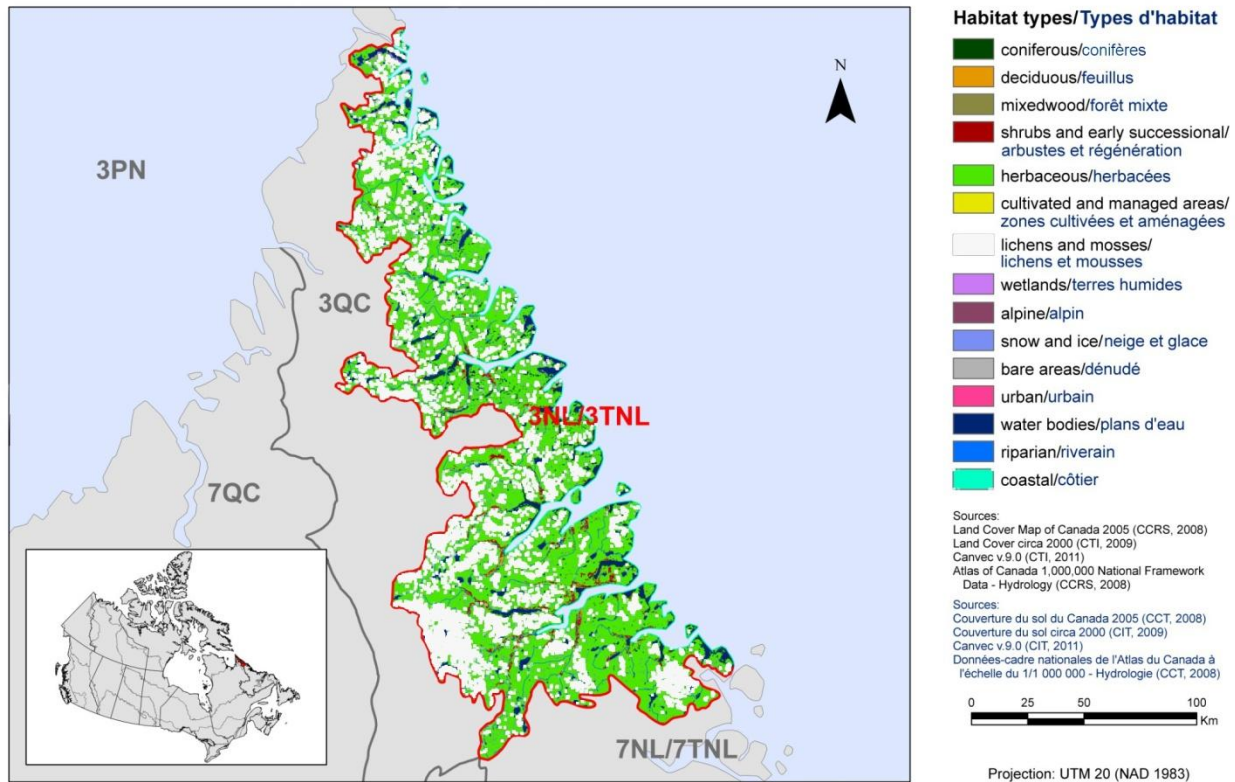 3PN
3QC
7QC
3NL/3TNL
7NL/7TNL
N
Habitat types/Types d'habitat
coniferous/conifères
deciduous/feuillus
mixedwood/forêt mixte
shrubs and early successional/
arbustes et régénération
herbaceous/herbacées
cultivated and managed areas/
zones cultivées et aménagées
lichens and mosses/
lichens et mousses
wetlands/terres humides
alpine/alpin
snow and ice/neige et glace
bare areas/dénudé
urban/urbain
water bodies/plans d'eau
riparian/riverain
coastal/côtier
Sources:
Land Cover Map of Canada 2005 (CCRS, 2008)
Land Cover circa 2000 (CTI, 2009)
Canvec v.9.0 (CTI, 2011)
Atlas of Canada 1,000,000 National Framework
Data - Hydrology (CCRS, 2008)
Sources:
Couverture du sol du Canada 2005 (CCT, 2008)
Couverture du sol circa 2000 (CIT, 2009)
Canvec v.9.0 (CIT, 2011)
Données-cadre nationales de l'Atlas du Canada à
l'échelle du 1/1 000 000 - Hydrologie (CCT, 2008)
0 25 50 100
Km
Projection: UTM 20 (NAD 1983)